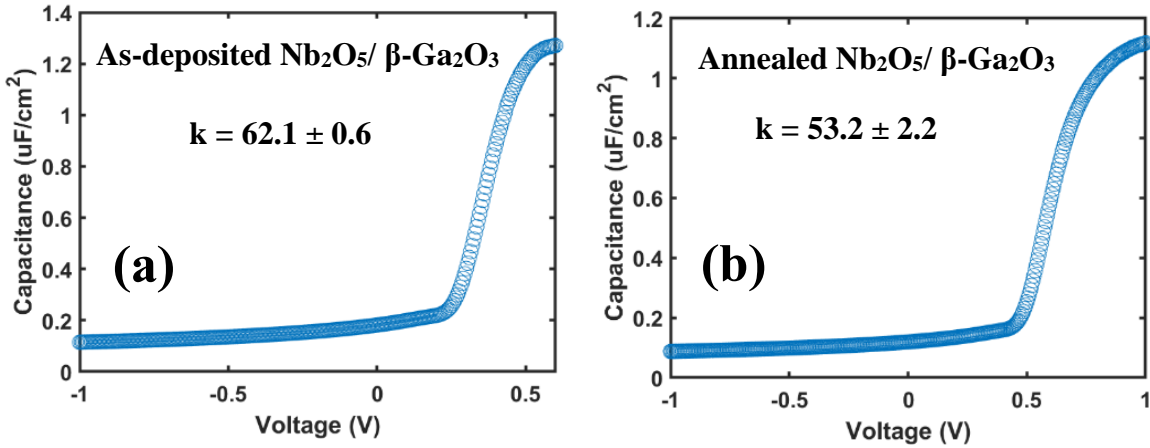 As-deposited Nb₂O₅/ β-Ga₂O₃
k = 62.1 ± 0.6
(a)
1.4
1.2
1
0.8
0.6
0.4
0.2
0
Capacitance (uF/cm²)
-1
-0.5
0
0.5
Voltage (V)
Annealed Nb₂O₅/ β-Ga₂O₃
k = 53.2 ± 2.2
(b)
1.2
1
0.8
0.6
0.4
0.2
0
Capacitance (uF/cm²)
-1
-0.5
0
0.5
1
Voltage (V)